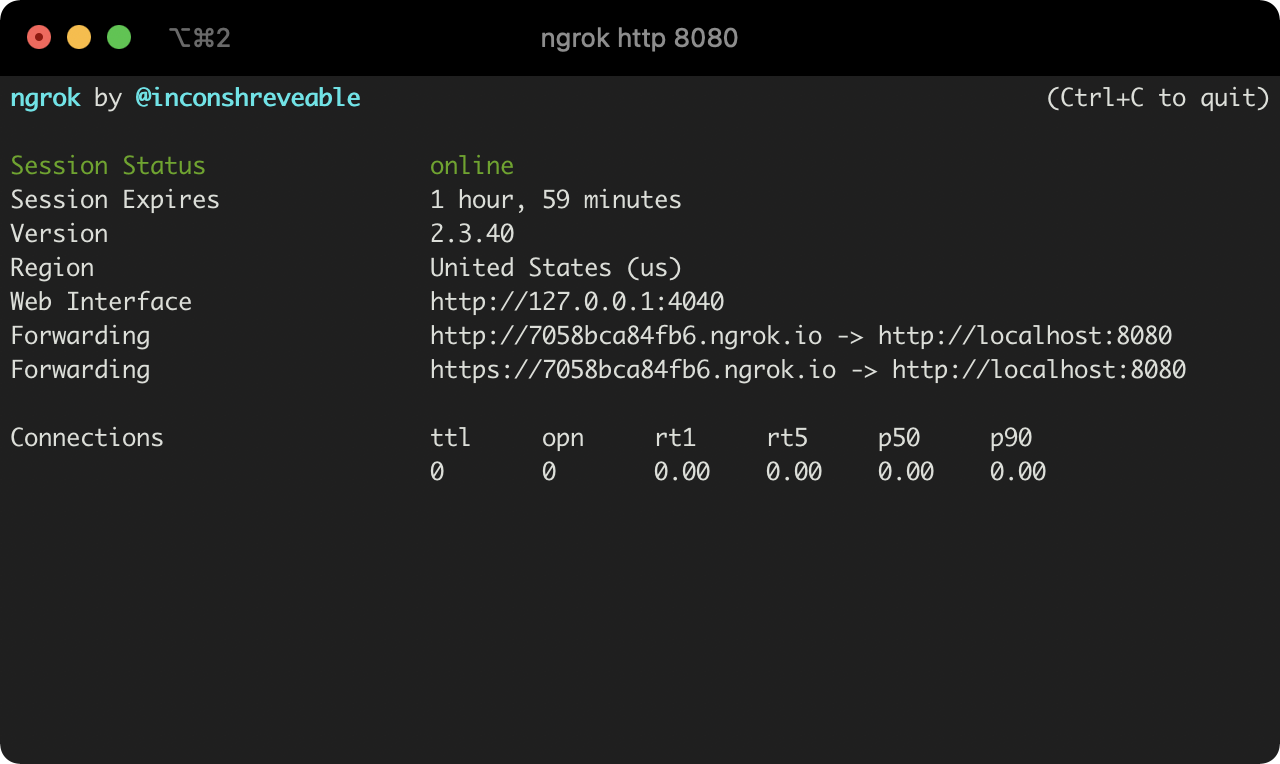 ⌥⌘2 ngrok http 8080
ngrok by @inconshreveable (Ctrl+C to quit)
Session Status online
Session Expires 1 hour, 59 minutes
Version 2.3.40
Region United States (us)
Web Interface http://127.0.0.1:4040
Forwarding http://7058bca84fb6.ngrok.io -> http://localhost:8080
Forwarding https://7058bca84fb6.ngrok.io -> http://localhost:8080
Connections ttl opn rt1 rt5 p50 p90
0 0 0.00 0.00 0.00 0.00